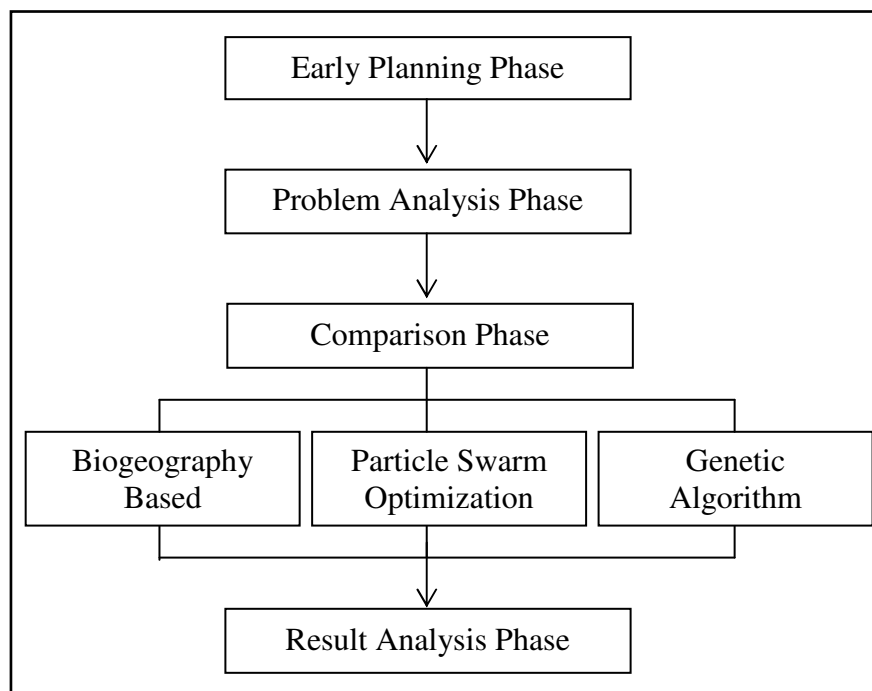 Early Planning Phase
Problem Analysis Phase
Comparison Phase
Biogeography
Based
Particle Swarm
Optimization
Genetic
Algorithm
Result Analysis Phase